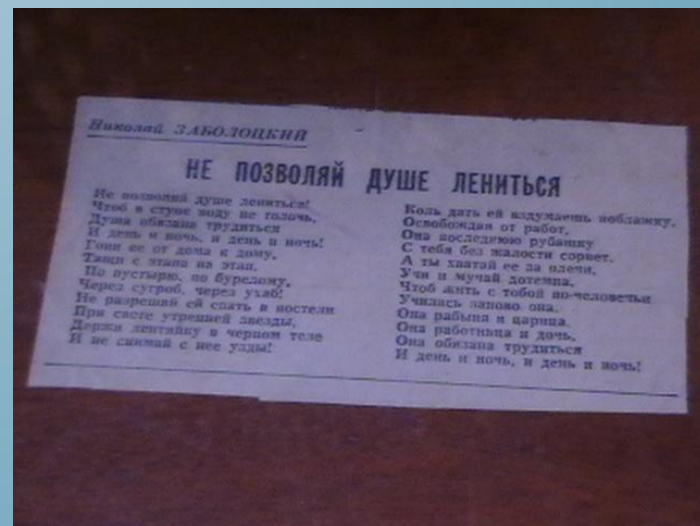 Николай ЗАБОЛОЦКИЙ
НЕ ПОЗВОЛЯЙ ДУШЕ ЛЕНИТЬСЯ
Не позволяй душе лениться!
Чтоб в ступе воду не толочь,
Душа обязана трудиться
И день и ночь, и день и ночь!
Гони ее от дома к дому,
Тащи с этапа на этап,
По пустырю, по бурелому,
Через сугроб, через ухаб!
Не разрешай ей спать в постели
При свете утренней звезды,
Держи лентяйку в черном теле
И не снимай с нее узды!
Коль дать ей вздумаешь поблажку,
Освобождая от работ,
Она последнюю рубашку
С тебя без жалости сорвет.
А ты хватай ее за плечи,
Учи и мучай дотемна,
Чтоб жить с тобой по-человечьи
Училась заново она.
Она рабыня и царица,
Она работница и дочь,
Она обязана трудиться
И день и ночь, и день и ночь!